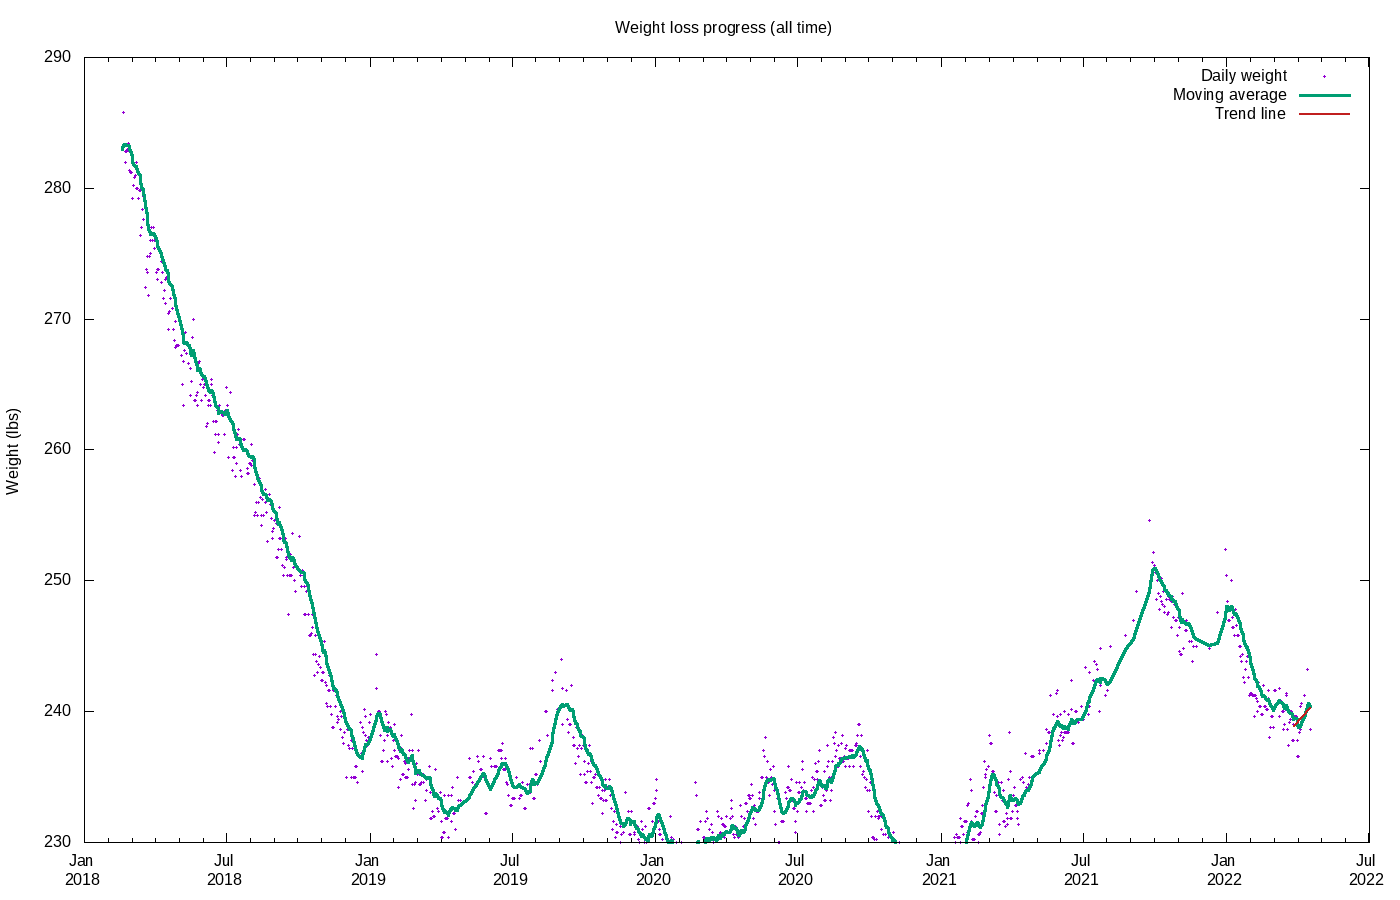 Weight loss progress (all time)
290
280
270
260
250
240
230
Weight (lbs)
Daily weight
Moving average
Trend line
Jan Jul Jan Jul Jan Jul Jan Jul Jan Jul
2018 2018 2019 2019 2020 2020 2021 2021 2022 2022